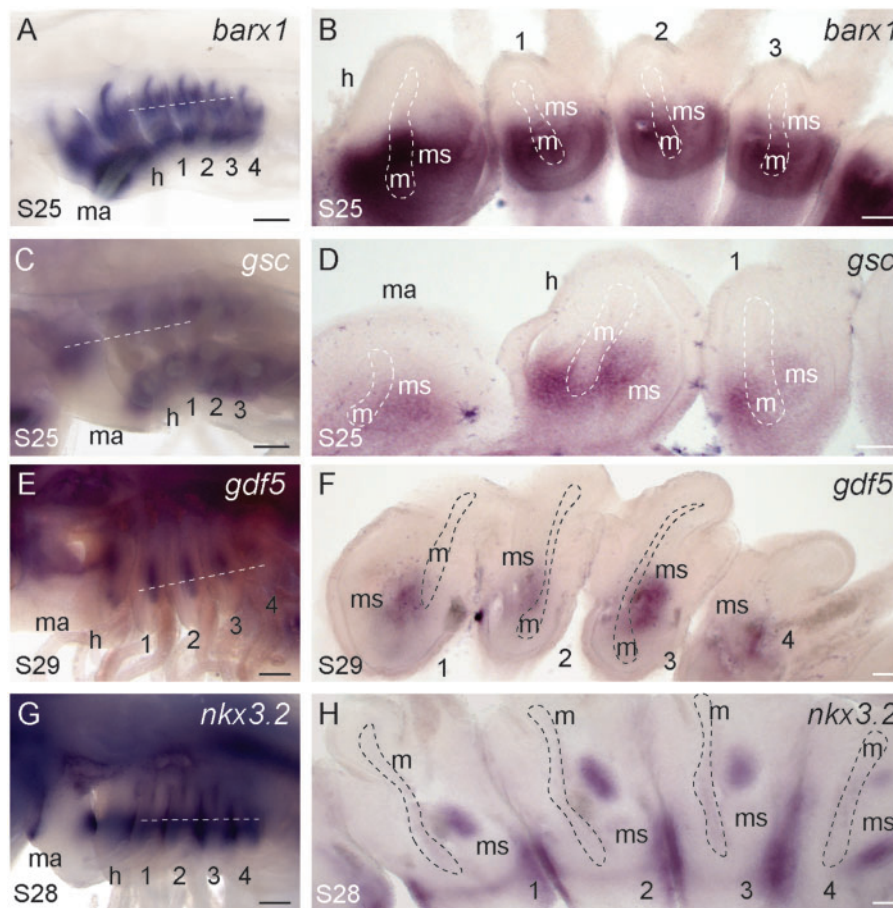 A barx1
h 1 2 3 4
S25 ma
B 1 2 3 barx1
h
ms ms ms ms
m m m m
S25
C gsc
h 1 2 3
ma
S25
D h 1 gsc
ma
m
ms ms ms
m m
S25
E gdf5
ma h 1 2 3 4
S29
F gdf5
m
ms ms ms ms
m m
S29 1 2 3 4
G nkx3.2
ma h 1 2 3 4
S28
H m m nkx3.2
m m
ms ms ms ms
S28 1 2 3 4